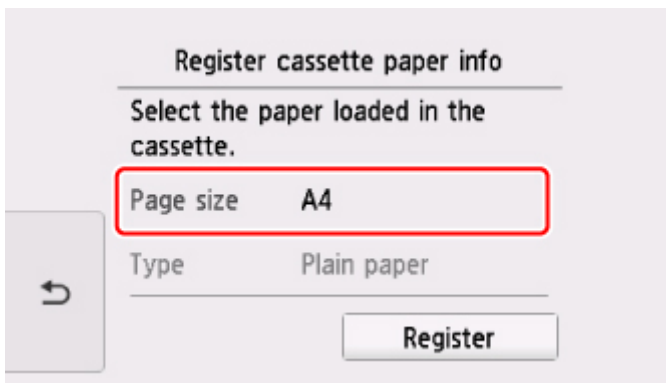 Register cassette paper info
Select the paper loaded in the
cassette.
Page size A4
Type Plain paper
Register